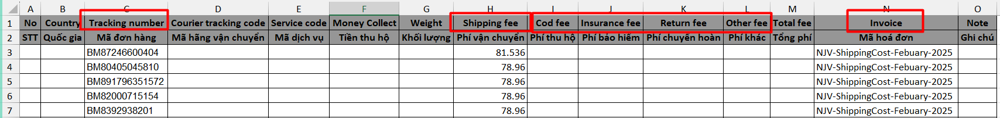 A B C D E F G H I J K L M N O
1 No Country Tracking number Courier tracking code Service code Money Collect Weight Shipping fee Cod fee Insurance fee Return fee Other fee Total fee Invoice Note
2 STT Quốc gia Mã đơn hàng Mã hãng vận chuyển Mã dịch vụ Tiền thu hộ Khối lượng Phí vận chuyển Phí thu hộ Phí bảo hiểm Phí chuyển hoàn Phí khác Tổng phí Mã hoá đơn Ghi chú
3 BM87246600404 81.536 NJV-ShippingCost-Febuary-2025
4 BM80405045810 78.96 NJV-ShippingCost-Febuary-2025
5 BM891796351572 78.96 NJV-ShippingCost-Febuary-2025
6 BM82000715154 78.96 NJV-ShippingCost-Febuary-2025
7 BM8392938201 78.96 NJV-ShippingCost-Febuary-2025